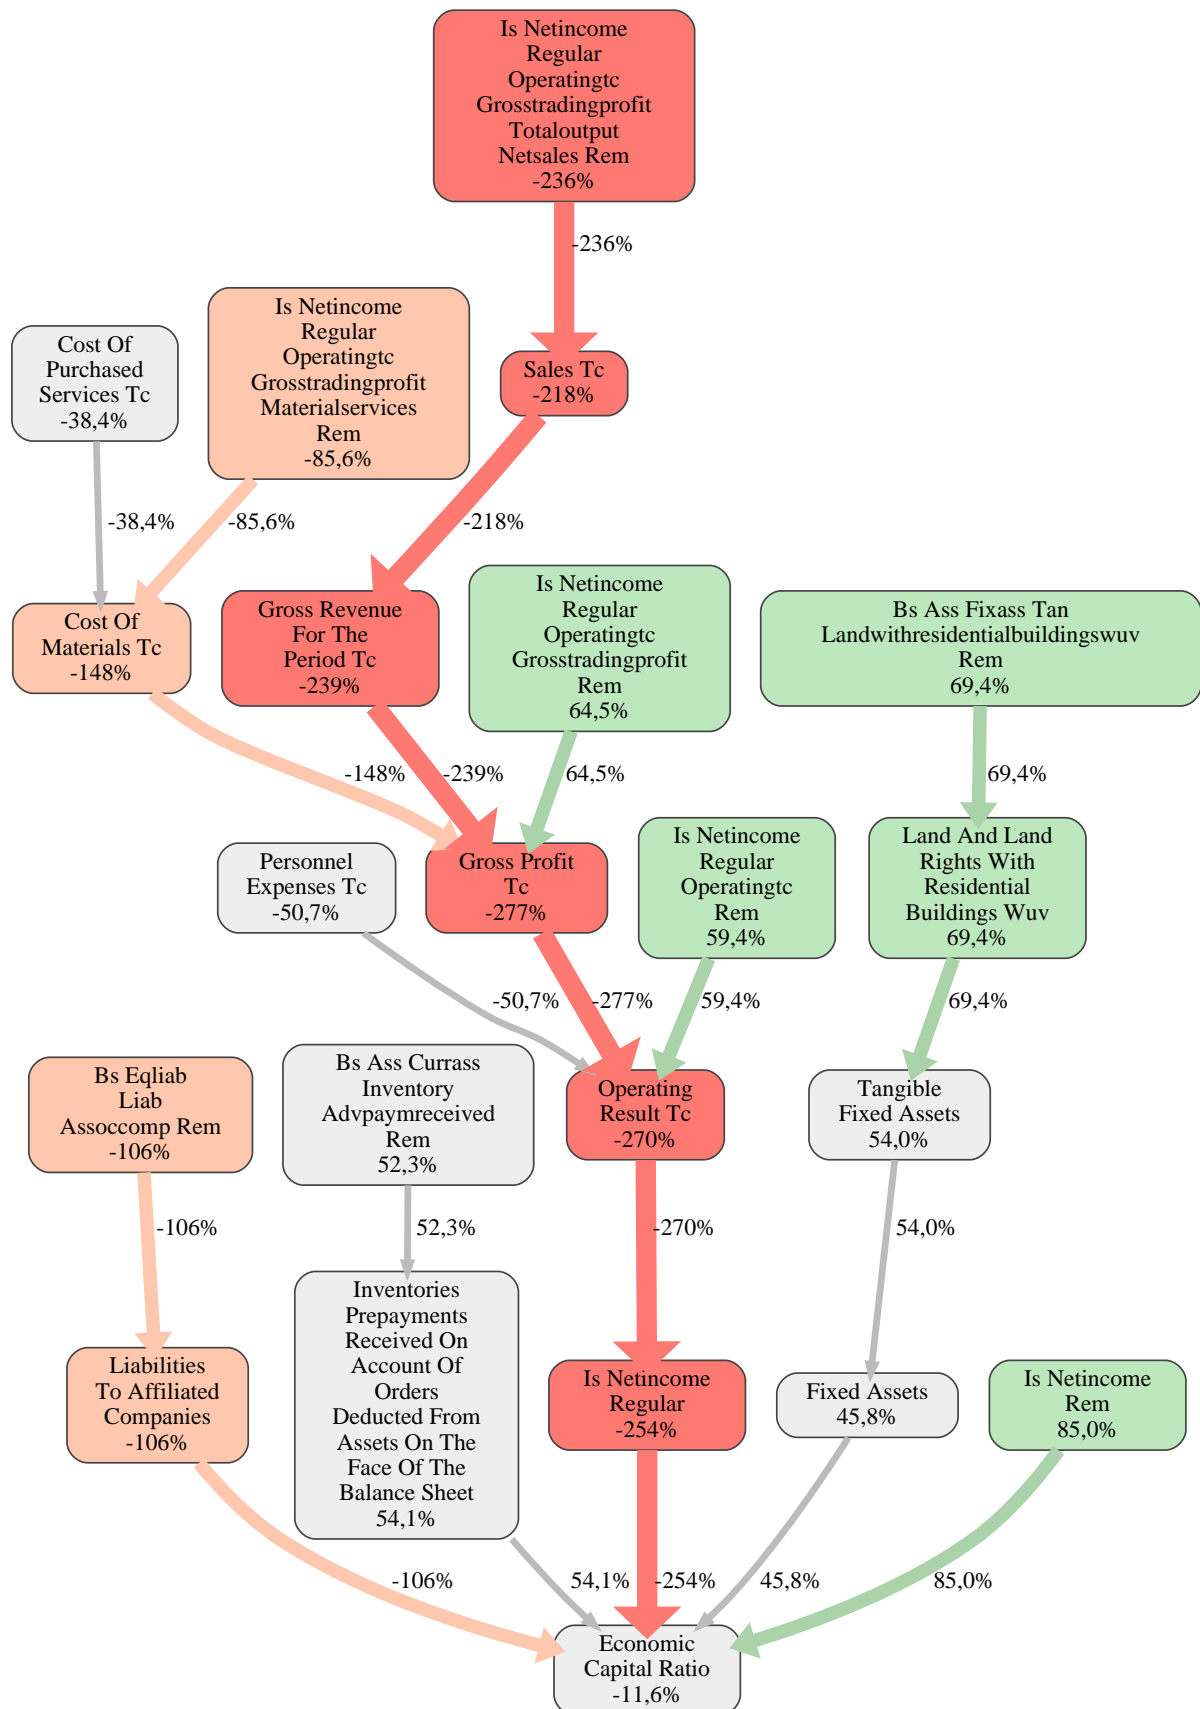 Is Netincome
Regular
Operatingtc
Grosstradingprofit
Totaloutput
Netsales Rem
-236%
-236%
Cost Of
Purchased
Services Tc
-38,4%
Is Netincome
Regular
Operatingtc
Grosstradingprofit
Materialservices
Rem
-85,6%
Sales Tc
-218%
-38,4%
-85,6%
-218%
Cost Of
Materials Tc
-148%
Gross Revenue
For The
Period Tc
-239%
Is Netincome
Regular
Operatingtc
Grosstradingprofit
Rem
64,5%
Bs Ass Fixass Tan
Landwithresidentialbuildingswuv
Rem
69,4%
-148%
-239%
64,5%
69,4%
Personnel
Expenses Tc
-50,7%
Gross Profit
Tc
-277%
Is Netincome
Regular
Operatingtc
Rem
59,4%
Land And Land
Rights With
Residential
Buildings Wuv
69,4%
-50,7%
-277%
59,4%
69,4%
Bs Eqliab
Liab
Assoccomp Rem
-106%
Bs Ass Currass
Inventory
Advpaymreceived
Rem
52,3%
Operating
Result Tc
-270%
Tangible
Fixed Assets
54,0%
-106%
52,3%
-270%
54,0%
Liabilities
To Affiliated
Companies
-106%
Inventories
Prepayments
Received On
Account Of
Orders
Deducted From
Assets On The
Face Of The
Balance Sheet
54,1%
Is Netincome
Regular
-254%
Fixed Assets
45,8%
Is Netincome
Rem
85,0%
-106%
54,1%
-254%
45,8%
85,0%
Economic
Capital Ratio
-11,6%